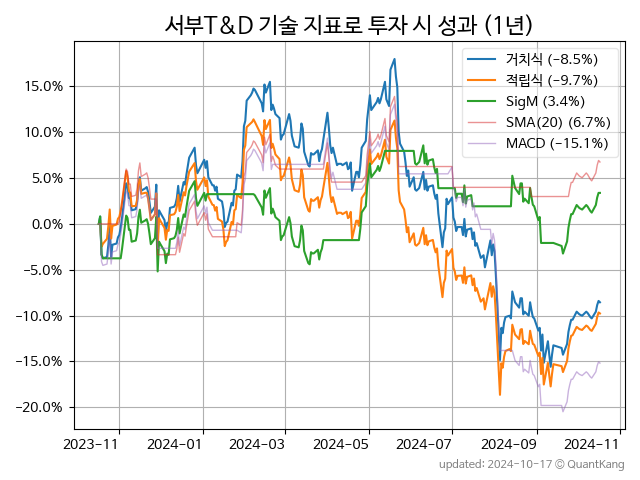 서부T&D 기술 지표로 투자 시 성과 (1년)
거치식 (−8.5%)
적립식 (−9.7%)
SigM (3.4%)
SMA(20) (6.7%)
MACD (−15.1%)
15.0%
10.0%
5.0%
0.0%
−5.0%
−10.0%
−15.0%
−20.0%
2023-11 2024-01 2024-03 2024-05 2024-07 2024-09 2024-11
updated: 2024-10-17 © QuantKang